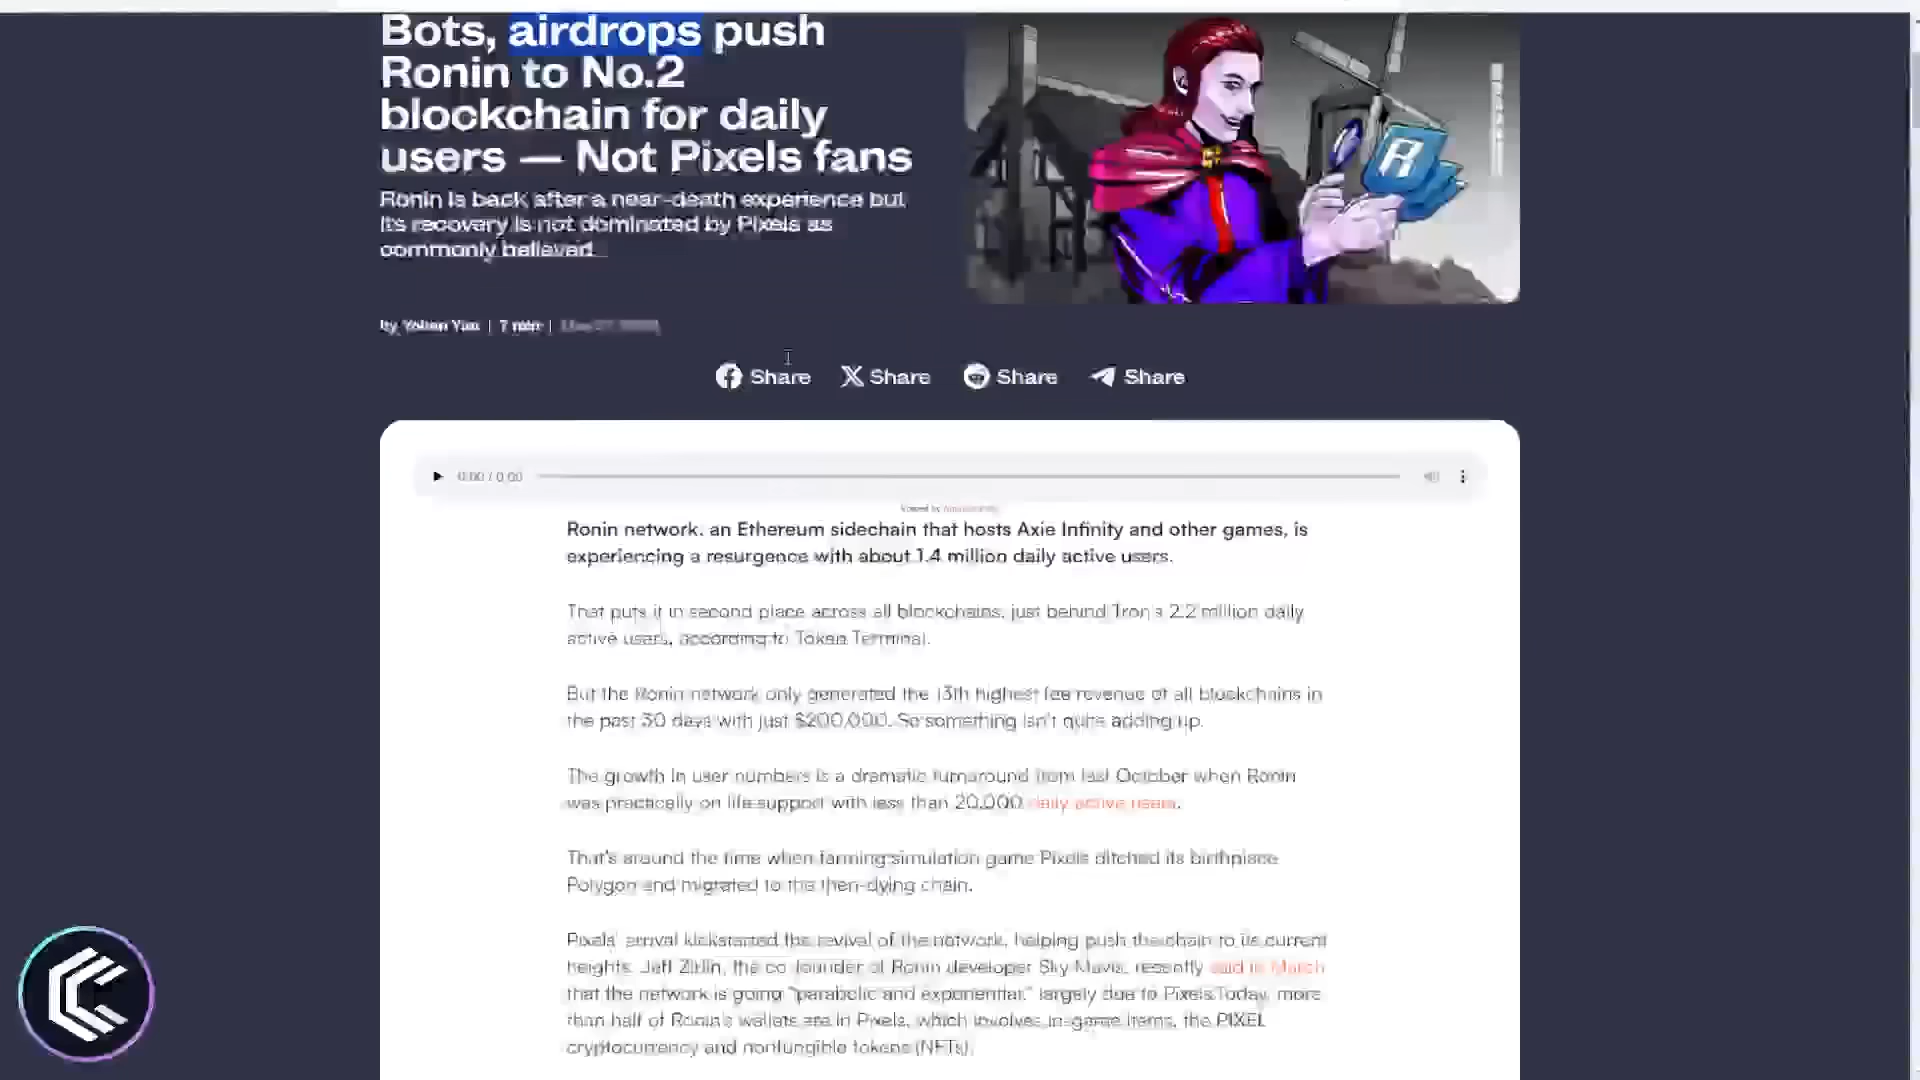 Bots, airdrops push
Ronin to No.2
blockchain for daily
users — Not Pixels fans
Ronin is back after a near-death experience but
its recovery is not dominated by Pixels as
commonly believed.
by Yohan Yun | 7 min |
Share
Share
Share
Share
0:00 / 0:00
R
Ronin network, an Ethereum sidechain that hosts Axie Infinity and other games, is
experiencing a resurgence with about 1.4 million daily active users.
That puts it in second place across all blockchains, just behind Tron's 2.2 million daily
active users, according to Token Terminal.
But the Ronin network only generated the 13th highest fee revenue of all blockchains in
the past 30 days with just $200,000. So something isn't quite adding up.
The growth in user numbers is a dramatic turnaround from last October when Ronin
was practically on life support with less than 20,000 daily active users.
That's around the time when farming simulation game Pixels ditched its birthplace
Polygon and migrated to the then-dying chain.
Pixels' arrival kickstarted the revival of the network, helping push the chain to its current
heights. Jeff Zirlin, the co-founder of Ronin developer Sky Mavis, recently said in March
that the network is going "parabolic and exponential," largely due to Pixels.Today, more
than half of Ronin's wallets are in Pixels, which involves in-game items, the PIXEL
cryptocurrency and nonfungible tokens (NFTs).